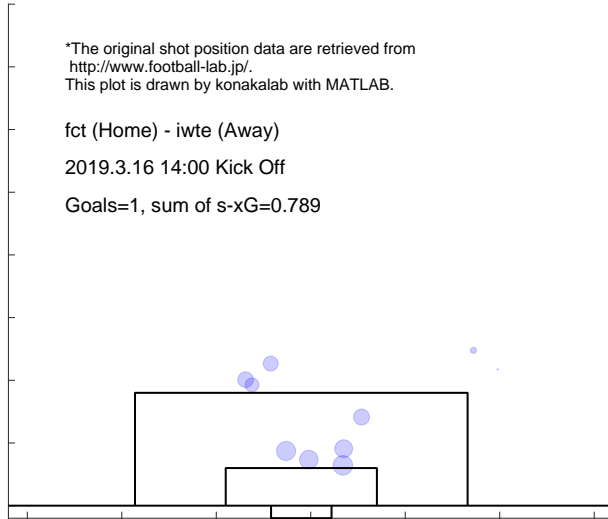 *The original shot position data are retrieved from
http://www.football-lab.jp/.
This plot is drawn by konakalab with MATLAB.
fct (Home) - iwte (Away)
2019.3.16 14:00 Kick Off
Goals=1, sum of s-xG=0.789